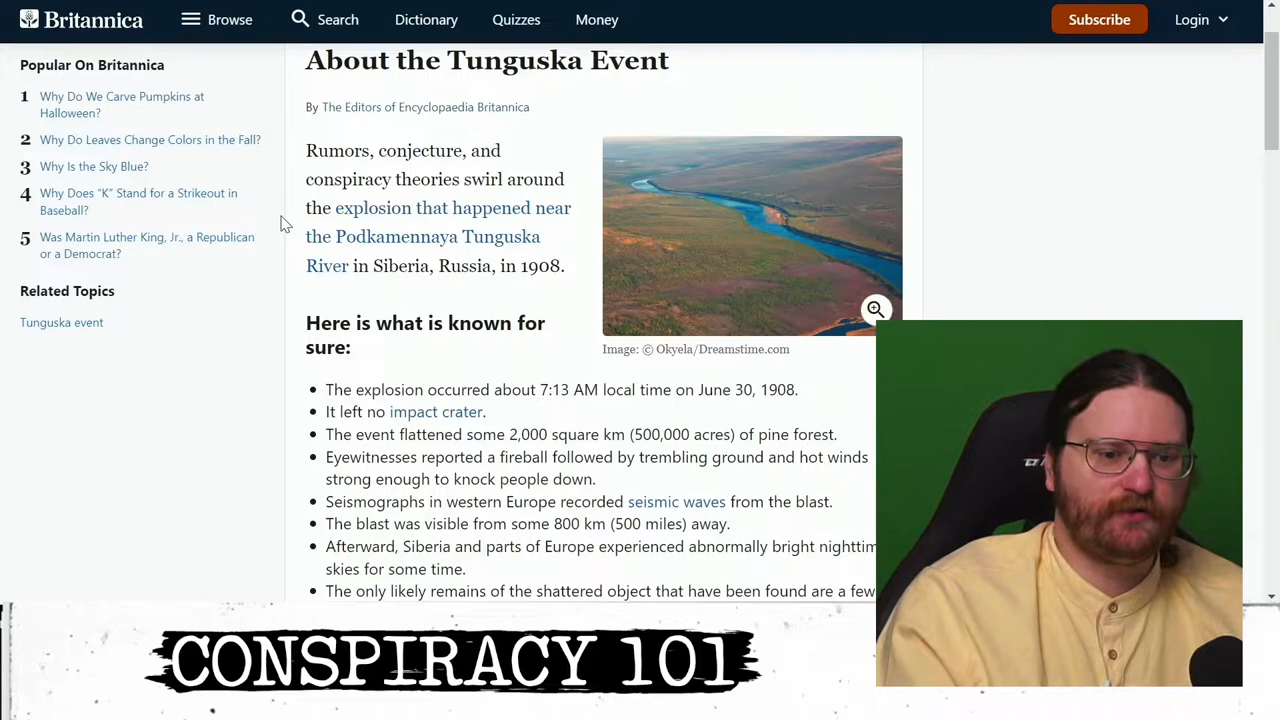 Britannica
Browse
Search
Dictionary
Quizzes
Money
Subscribe
Login
Popular On Britannica
1 Why Do We Carve Pumpkins at
Halloween?
2 Why Do Leaves Change Colors in the Fall?
3 Why Is the Sky Blue?
4 Why Does “K” Stand for a Strikeout in
Baseball?
5 Was Martin Luther King, Jr., a Republican
or a Democrat?
Related Topics
Tunguska event
About the Tunguska Event
By The Editors of Encyclopaedia Britannica
Rumors, conjecture, and
conspiracy theories swirl around
the explosion that happened near
the Podkamennaya Tunguska
River in Siberia, Russia, in 1908.
Image: © Okyela/Dreamstime.com
Here is what is known for
sure:
• The explosion occurred about 7:13 AM local time on June 30, 1908.
• It left no impact crater.
• The event flattened some 2,000 square km (500,000 acres) of pine forest.
• Eyewitnesses reported a fireball followed by trembling ground and hot winds
strong enough to knock people down.
• Seismographs in western Europe recorded seismic waves from the blast.
• The blast was visible from some 800 km (500 miles) away.
• Afterward, Siberia and parts of Europe experienced abnormally bright nighttim
skies for some time.
• The only likely remains of the shattered object that have been found are a few
CONSPIRACY 101